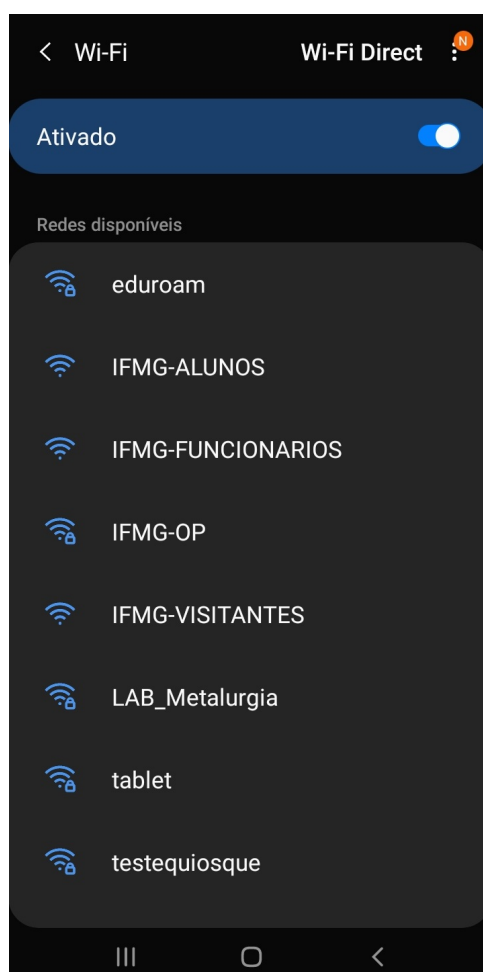 Wi-Fi Wi-Fi Direct N
Ativado
Redes disponíveis
eduroam
IFMG-ALUNOS
IFMG-FUNCIONARIOS
IFMG-OP
IFMG-VISITANTES
LAB_Metalurgia
tablet
testequiosque